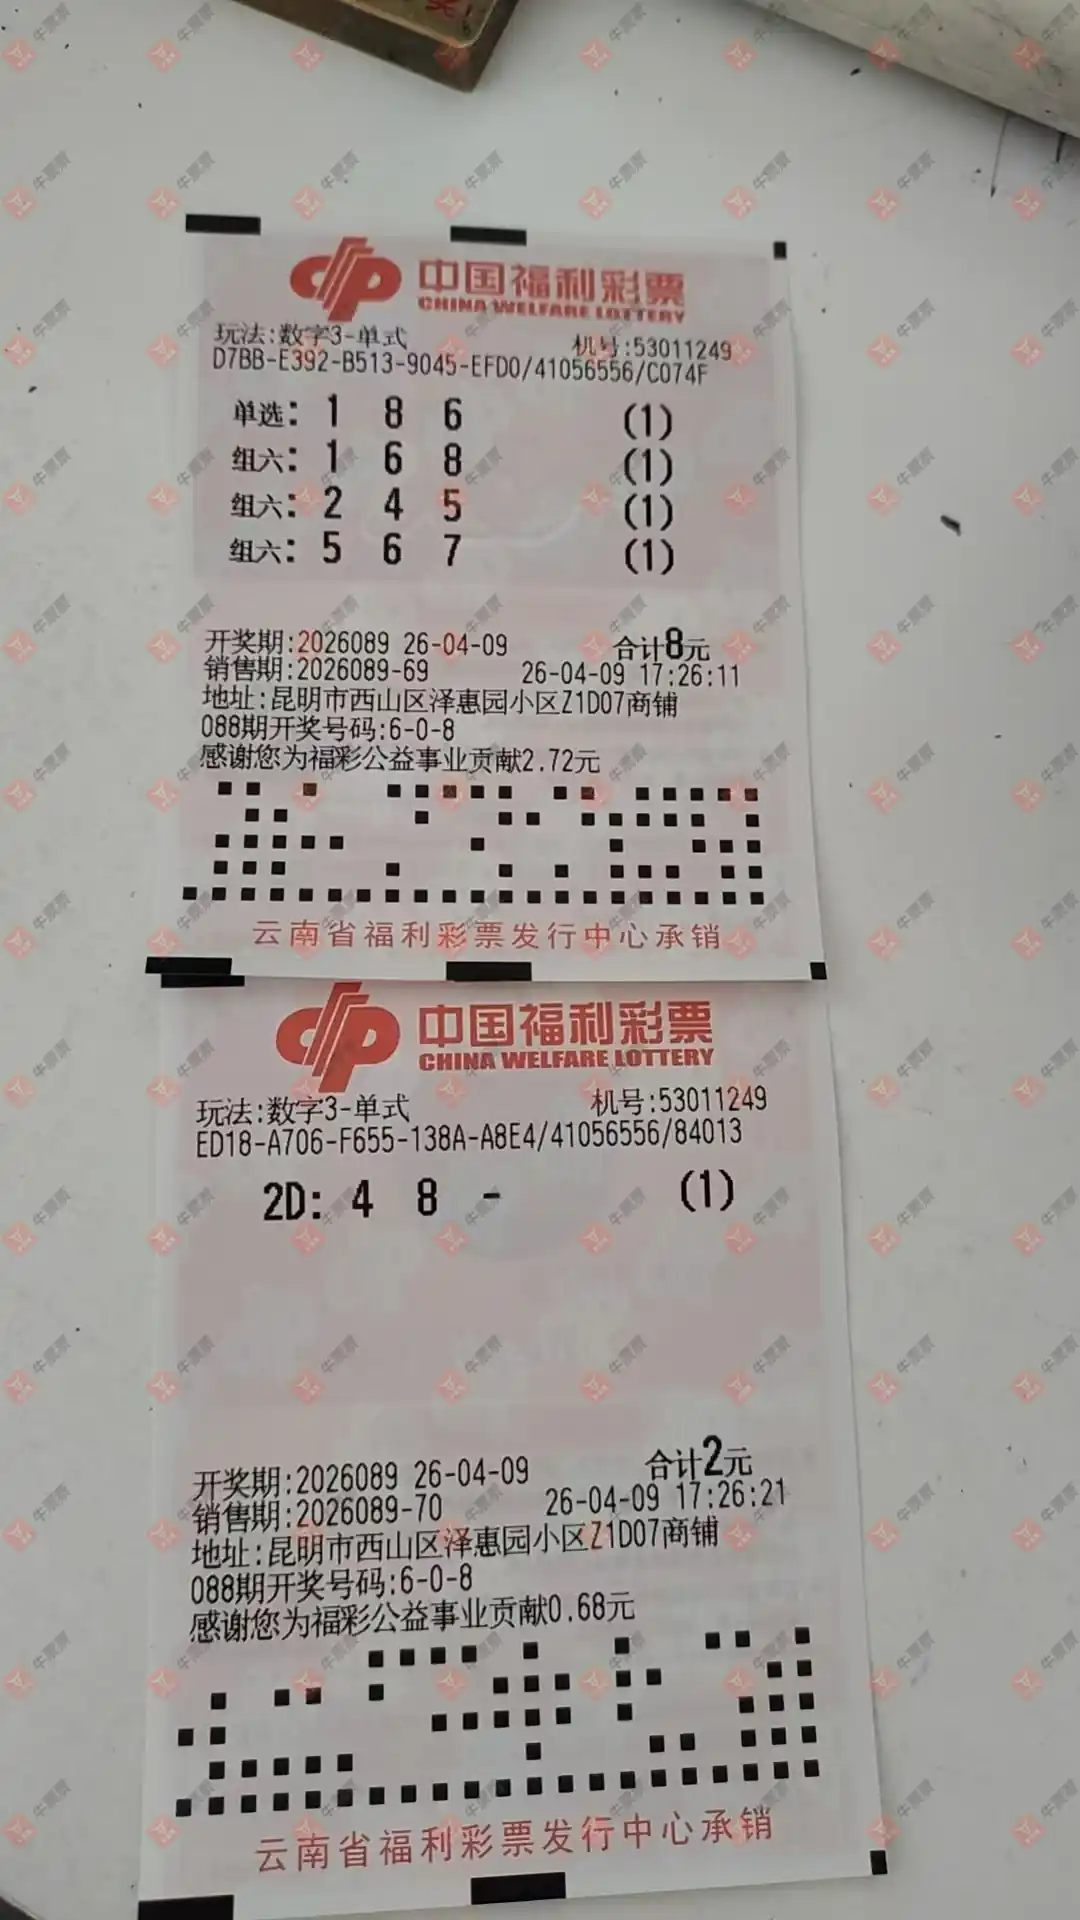 中国福利彩票
CHINA WELFARE LOTTERY
玩法:数字3-单式 机号:53011249
D7BB-E392-B513-9045-EFD0/41056556/C074F
单选: 1 8 6 (1)
组六: 1 6 8 (1)
组六: 2 4 5 (1)
组六: 5 6 7 (1)
开奖期:2026089 26-04-09 合计8元
销售期:2026089-69 26-04-09 17:26:11
地址:昆明市西山区泽惠园小区Z1D07商铺
088期开奖号码:6-0-8
感谢您为福彩公益事业贡献2.72元
云南省福利彩票发行中心承销
中国福利彩票
CHINA WELFARE LOTTERY
玩法:数字3-单式 机号:53011249
ED18-A706-F655-138A-A8E4/41056556/84013
2D: 4 8 - (1)
开奖期:2026089 26-04-09 合计2元
销售期:2026089-70 26-04-09 17:26:21
地址:昆明市西山区泽惠园小区Z1D07商铺
088期开奖号码:6-0-8
感谢您为福彩公益事业贡献0.68元
云南省福利彩票发行中心承销